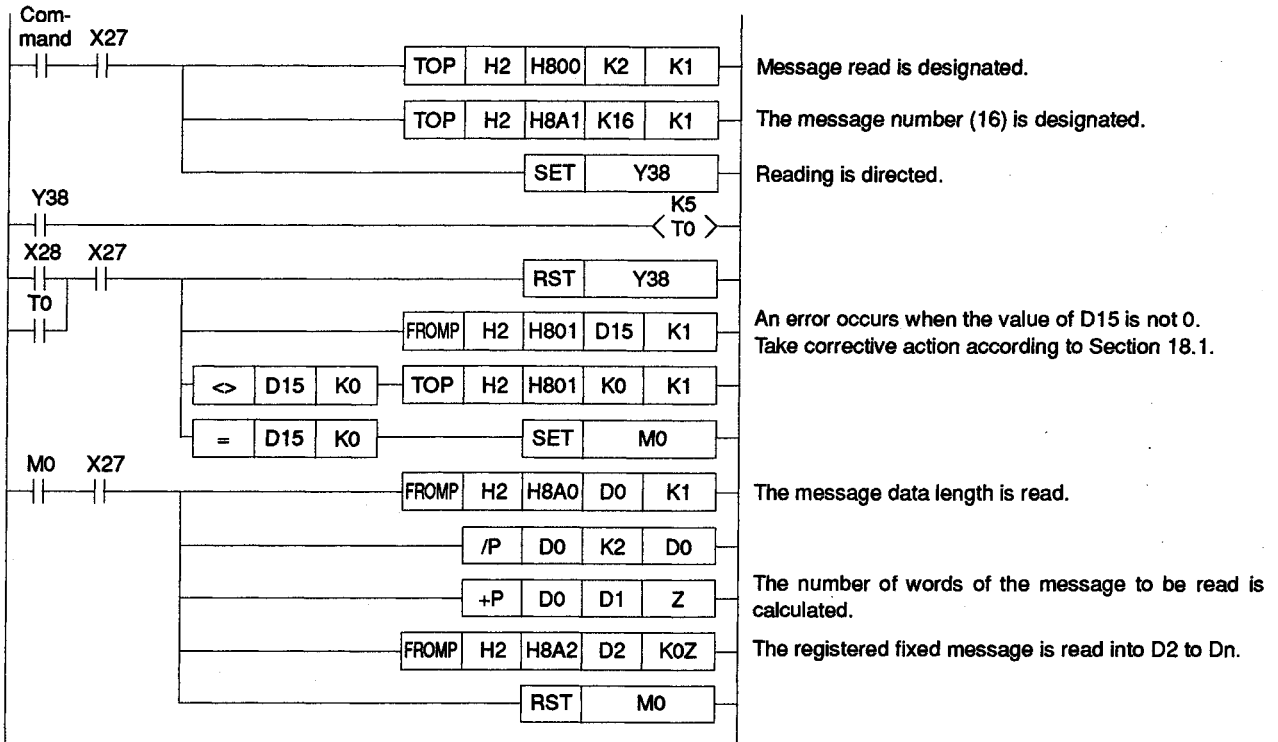 Com-
mand X27
TOP H2 H800 K2 K1 Message read is designated.
TOP H2 H8A1 K16 K1 The message number (16) is designated.
SET Y38 Reading is directed.
Y38
K5
T0
X28 X27
RST Y38
T0
FROMP H2 H801 D15 K1 An error occurs when the value of D15 is not 0.
Take corrective action according to Section 18.1.
<> D15 K0 TOP H2 H801 K0 K1
= D15 K0 SET M0
M0 X27
FROMP H2 H8A0 D0 K1 The message data length is read.
/P D0 K2 D0
+P D0 D1 Z The number of words of the message to be read is
calculated.
FROMP H2 H8A2 D2 K0Z The registered fixed message is read into D2 to Dn.
RST M0